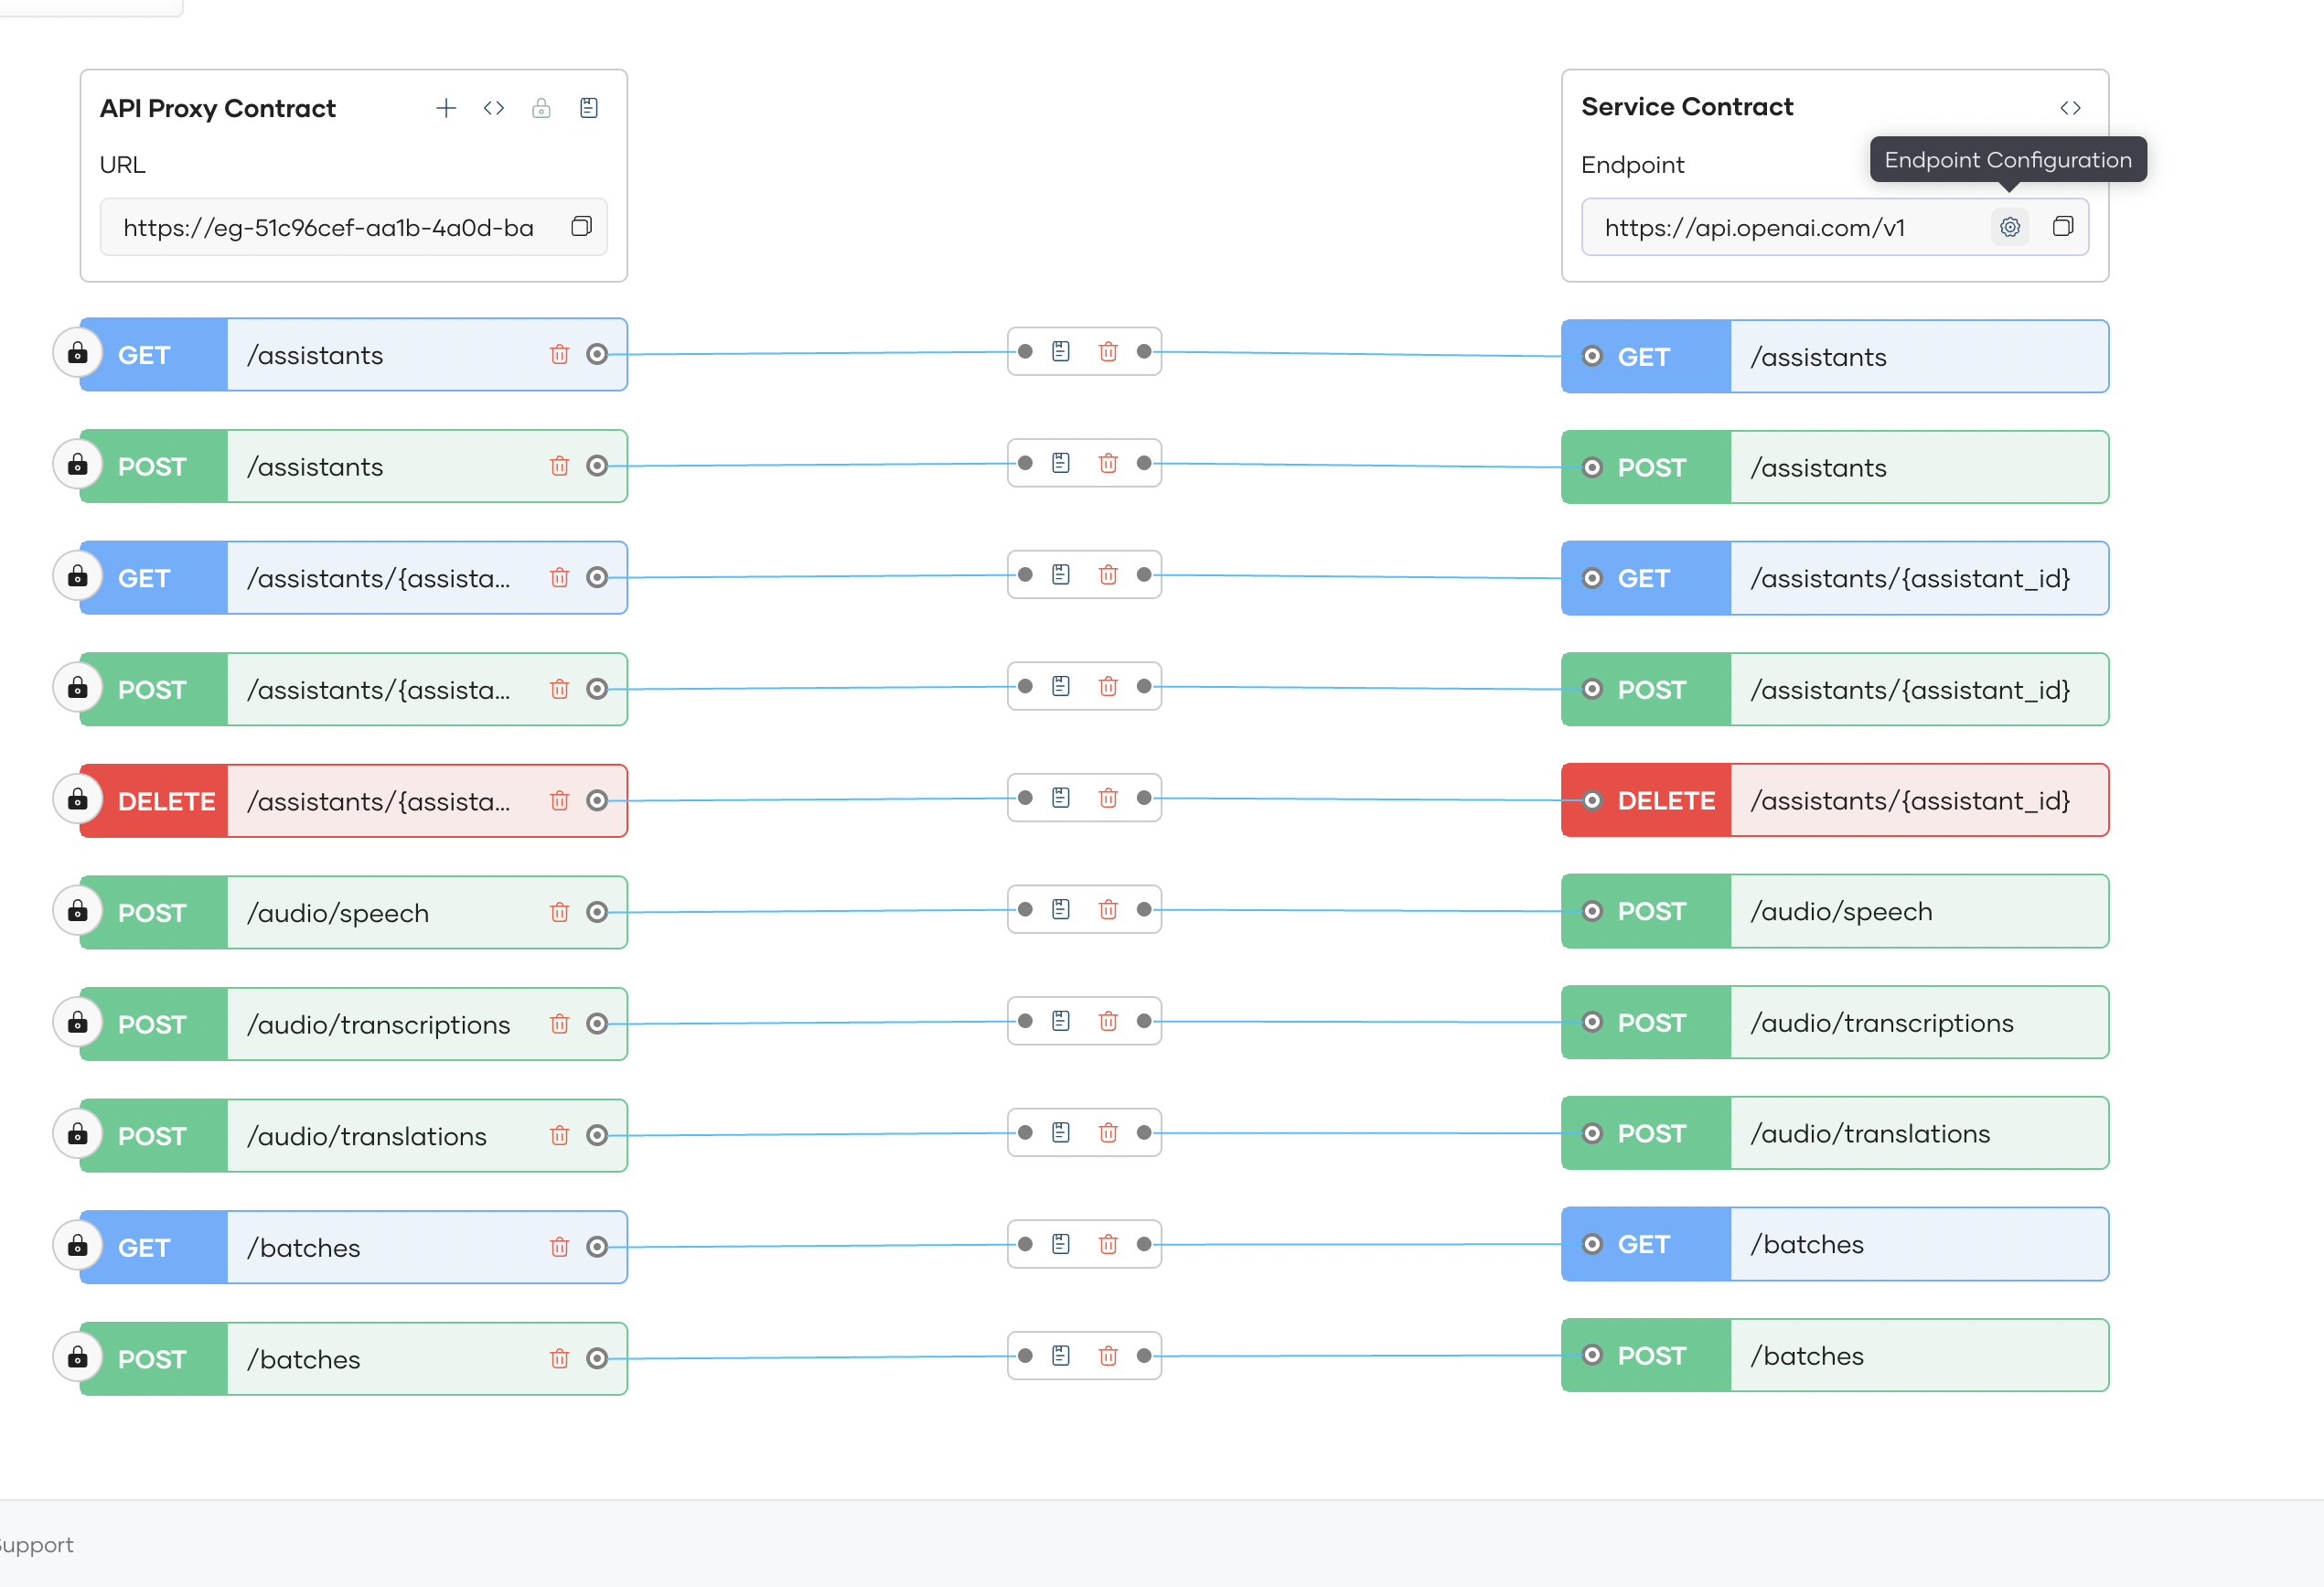 API Proxy Contract
URL
https://eg-51c96cef-aa1b-4a0d-ba
Service Contract
Endpoint
Endpoint Configuration
https://api.openai.com/v1
GET /assistants
GET /assistants
POST /assistants
POST /assistants
GET /assistants/{assista...
GET /assistants/{assistant_id}
POST /assistants/{assista...
POST /assistants/{assistant_id}
DELETE /assistants/{assista...
DELETE /assistants/{assistant_id}
POST /audio/speech
POST /audio/speech
POST /audio/transcriptions
POST /audio/transcriptions
POST /audio/translations
POST /audio/translations
GET /batches
GET /batches
POST /batches
POST /batches
Support